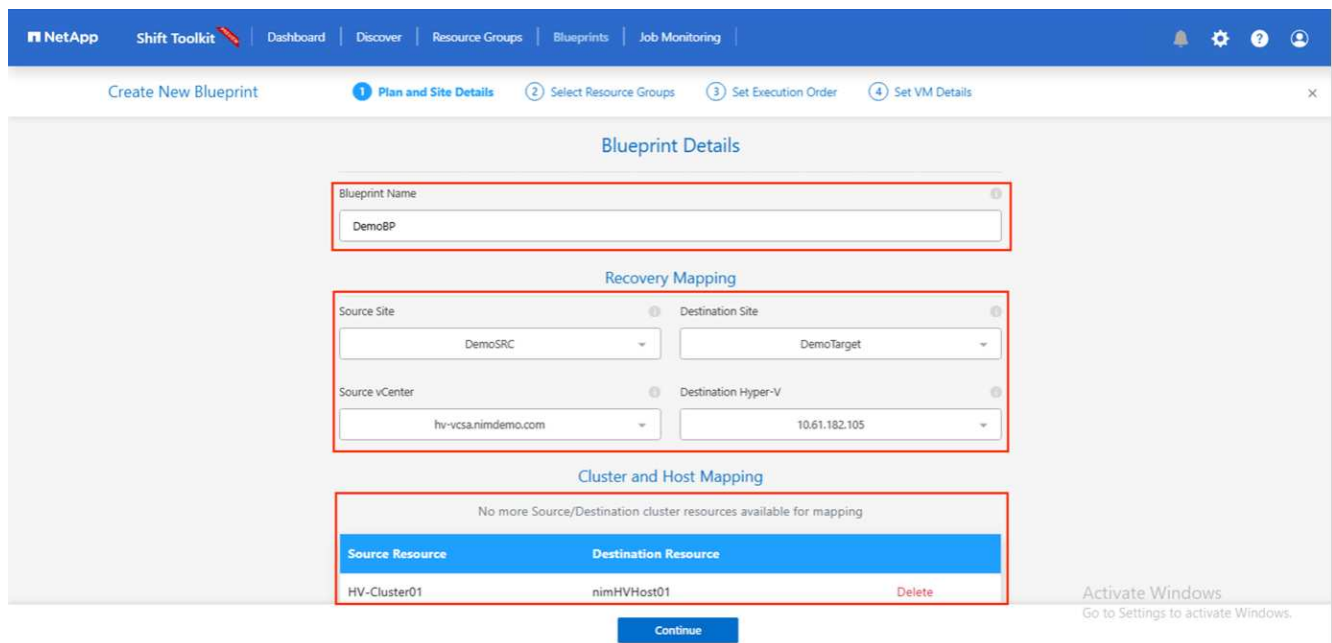 NetApp Shift Toolkit Dashboard Discover Resource Groups Blueprints Job Monitoring
Create New Blueprint 1 Plan and Site Details 2 Select Resource Groups 3 Set Execution Order 4 Set VM Details
Blueprint Details
Blueprint Name
DemoBP
Recovery Mapping
Source Site Destination Site
DemoSRC DemoTarget
Source vCenter Destination Hyper-V
hv-vcsa.nimdemo.com 10.61.182.105
Cluster and Host Mapping
No more Source/Destination cluster resources available for mapping
Source Resource Destination Resource
HV-Cluster01 nimHVHost01 Delete
Activate Windows
Go to Settings to activate Windows.
Continue